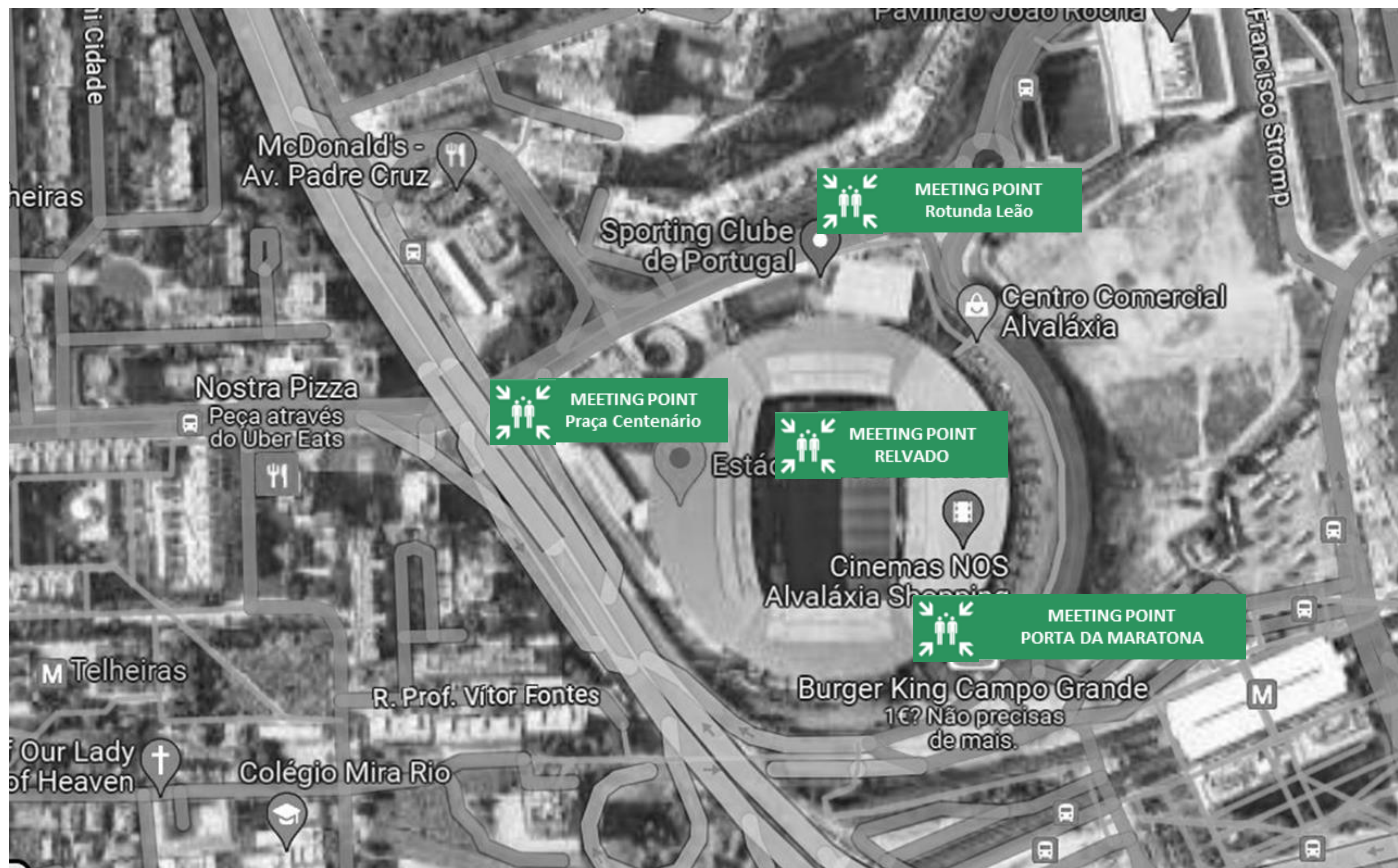 Pavilhão João Rocha
ni Cidade
Francisco Stromp
McDonald's -
Av. Padre Cruz
MEETING POINT
Rotunda Leão
heiras
Sporting Clube
de Portugal
Centro Comercial
Alvaláxia
Nostra Pizza
Peça através
do Uber Eats
MEETING POINT
Praça Centenário
MEETING POINT
RELVADO
Estác
Cinemas NOS
Alvaláxia Shopping
MEETING POINT
PORTA DA MARATONA
M Telheiras
R. Prof. Vítor Fontes
Burger King Campo Grande
1€? Não precisas
de mais.
M
f Our Lady
of Heaven
Colégio Mira Rio